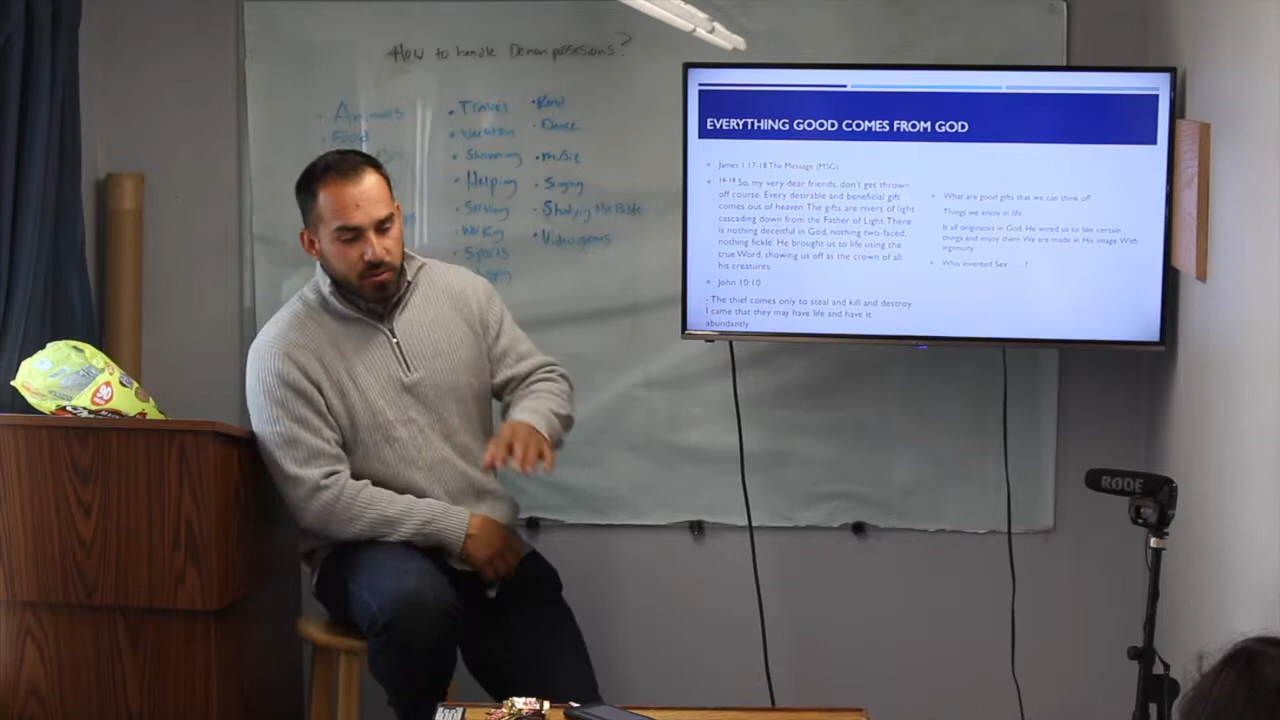 How to handle Demon possesions?
Animals
Food
• Travel
• Vacation
• Swimming
• Helping
• Serving
• Working
• Sports
• Read
• Dance
• Music
• Singing
• Studying the Bible
• Videogames
EVERYTHING GOOD COMES FROM GOD
James 1:17-18 The Message (MSG)
16-18 So, my very dear friends, don't get thrown
off course. Every desirable and beneficial gift
comes out of heaven. The gifts are rivers of light
cascading down from the Father of Light. There
is nothing deceitful in God, nothing two-faced,
nothing fickle. He brought us to life using the
true Word, showing us off as the crown of all
his creatures.
John 10:10
The thief comes only to steal and kill and destroy.
I came that they may have life and have it
abundantly
What are good gifts that we can think of?
Things we enjoy in life
It all originates in God. He wired us to like certain
things and enjoy them. We are made in His image. With
ingenuity.
Who invented Sex.....?
RØDE